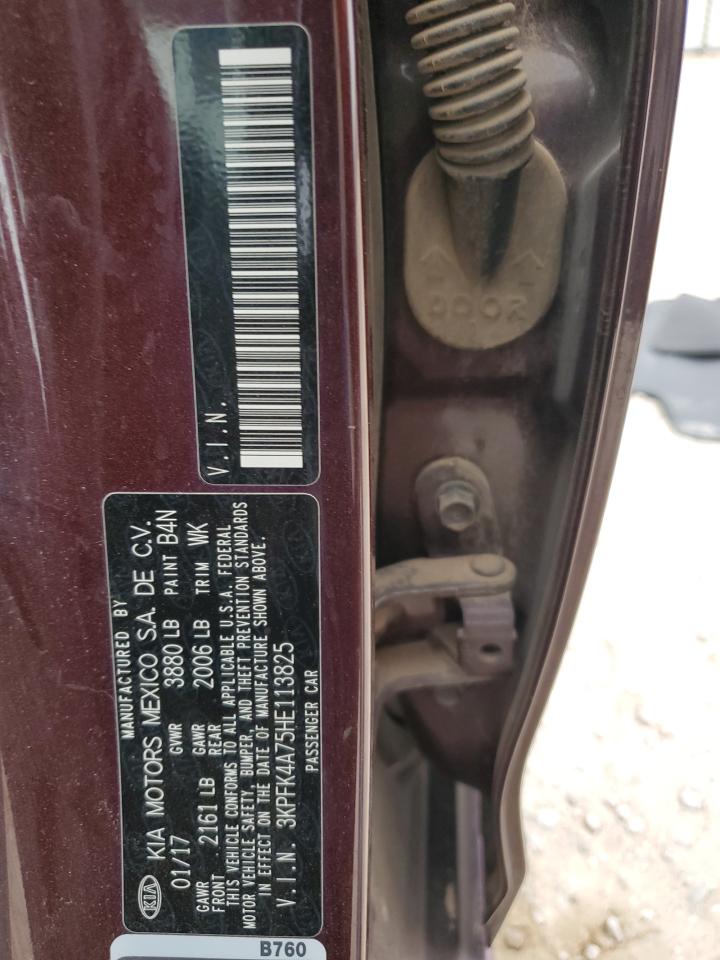 V.I.N.
MANUFACTURED BY
KIA KIA MOTORS MEXICO S.A. DE C.V.
01/17 GVWR 3880 LB PAINT B4N
GAWR FRONT 2161 LB GAWR REAR 2006 LB TRIM WK
THIS VEHICLE CONFORMS TO ALL APPLICABLE U.S.A. FEDERAL
MOTOR VEHICLE SAFETY, BUMPER, AND THEFT PREVENTION STANDARDS
IN EFFECT ON THE DATE OF MANUFACTURE SHOWN ABOVE.
V.I.N. 3KPFK4A75HE113825
PASSENGER CAR
B760
DOOR